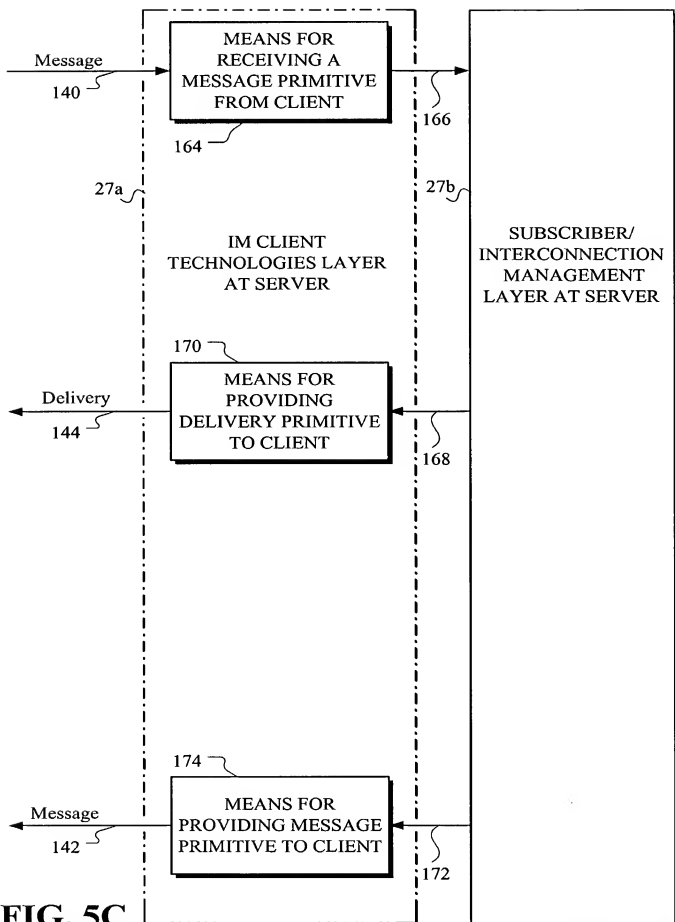 MEANS FOR
RECEIVING A
MESSAGE PRIMITIVE
FROM CLIENT
Message
140
166
164
27a
27b
IM CLIENT
TECHNOLOGIES LAYER
AT SERVER
SUBSCRIBER/
INTERCONNECTION
MANAGEMENT
LAYER AT SERVER
170
MEANS FOR
PROVIDING
DELIVERY PRIMITIVE
TO CLIENT
Delivery
144
168
174
MEANS FOR
PROVIDING MESSAGE
PRIMITIVE TO CLIENT
Message
142
172
FIG. 5C